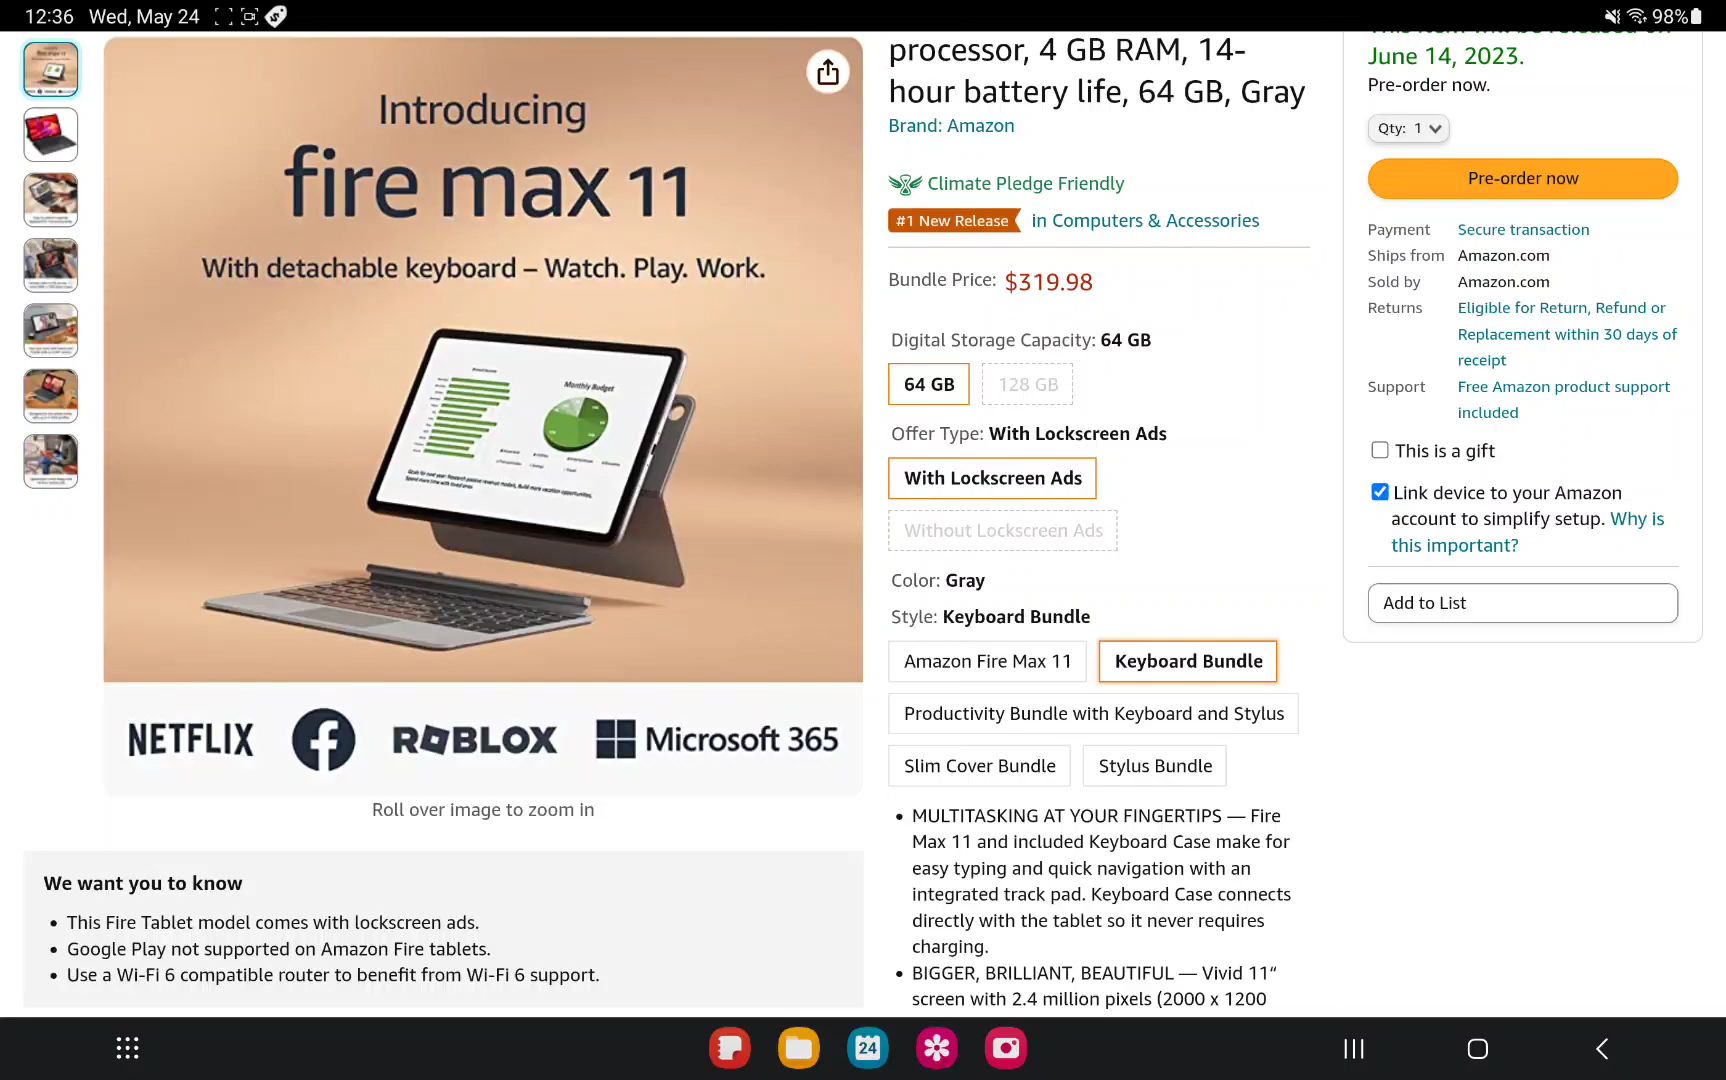 12:36 Wed, May 24
98%
Introducing
fire max 11
With detachable keyboard – Watch. Play. Work.
Monthly Budget
NETFLIX
ROBLOX
Microsoft 365
Roll over image to zoom in
We want you to know
• This Fire Tablet model comes with lockscreen ads.
• Google Play not supported on Amazon Fire tablets.
• Use a Wi-Fi 6 compatible router to benefit from Wi-Fi 6 support.
processor, 4 GB RAM, 14-
hour battery life, 64 GB, Gray
Brand: Amazon
Climate Pledge Friendly
#1 New Release in Computers & Accessories
Bundle Price: $319.98
Digital Storage Capacity: 64 GB
64 GB
128 GB
Offer Type: With Lockscreen Ads
With Lockscreen Ads
Without Lockscreen Ads
Color: Gray
Style: Keyboard Bundle
Amazon Fire Max 11
Keyboard Bundle
Productivity Bundle with Keyboard and Stylus
Slim Cover Bundle
Stylus Bundle
• MULTITASKING AT YOUR FINGERTIPS — Fire
Max 11 and included Keyboard Case make for
easy typing and quick navigation with an
integrated track pad. Keyboard Case connects
directly with the tablet so it never requires
charging.
• BIGGER, BRILLIANT, BEAUTIFUL — Vivid 11“
screen with 2.4 million pixels (2000 x 1200
This item will be released on
June 14, 2023.
Pre-order now.
Qty: 1
Pre-order now
Payment Secure transaction
Ships from Amazon.com
Sold by Amazon.com
Returns Eligible for Return, Refund or
Replacement within 30 days of
receipt
Support Free Amazon product support
included
This is a gift
Link device to your Amazon
account to simplify setup. Why is
this important?
Add to List
24